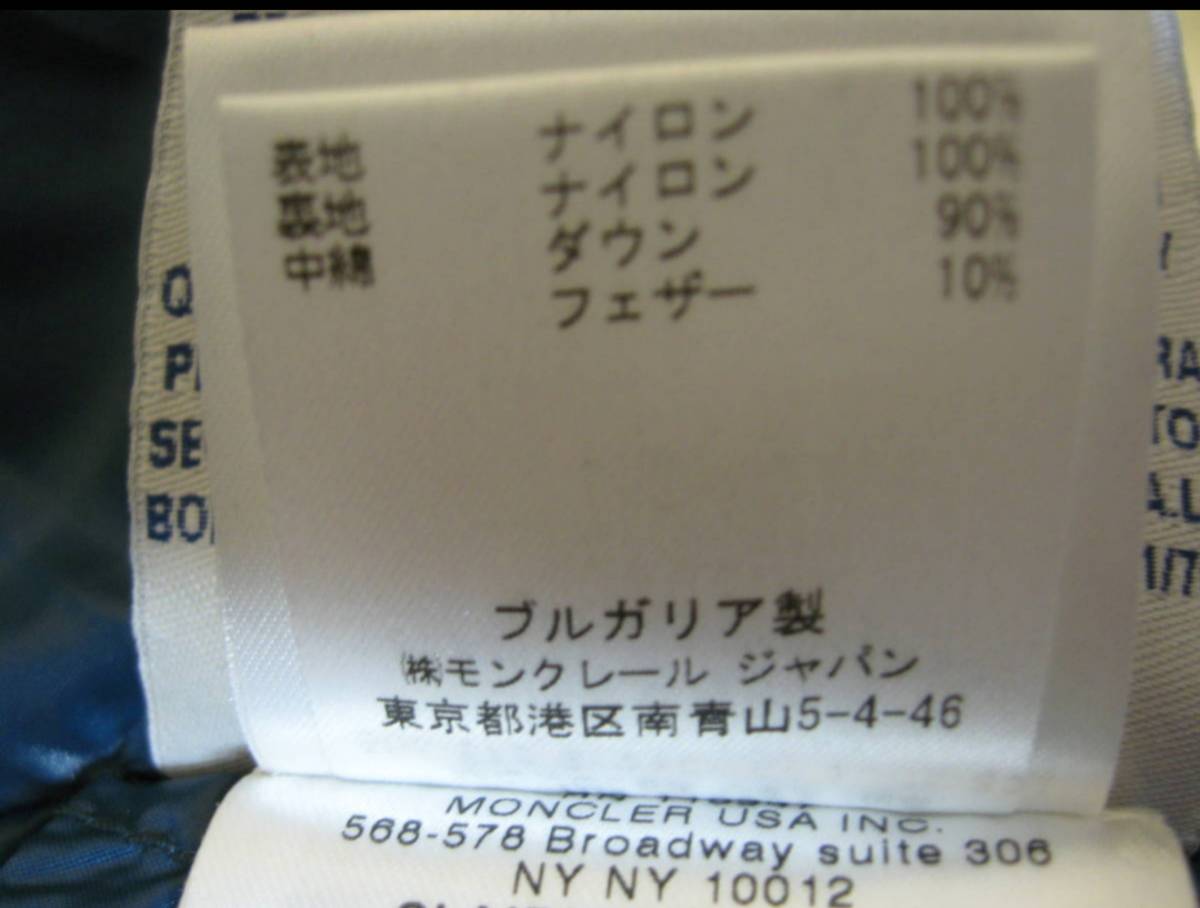 表地 ナイロン 100%
裏地 ナイロン 100%
中綿 ダウン 90%
フェザー 10%
ブルガリア製
㈱モンクレール ジャパン
東京都港区南青山5-4-46
MONCLER USA INC.
568-578 Broadway suite 306
NY NY 10012